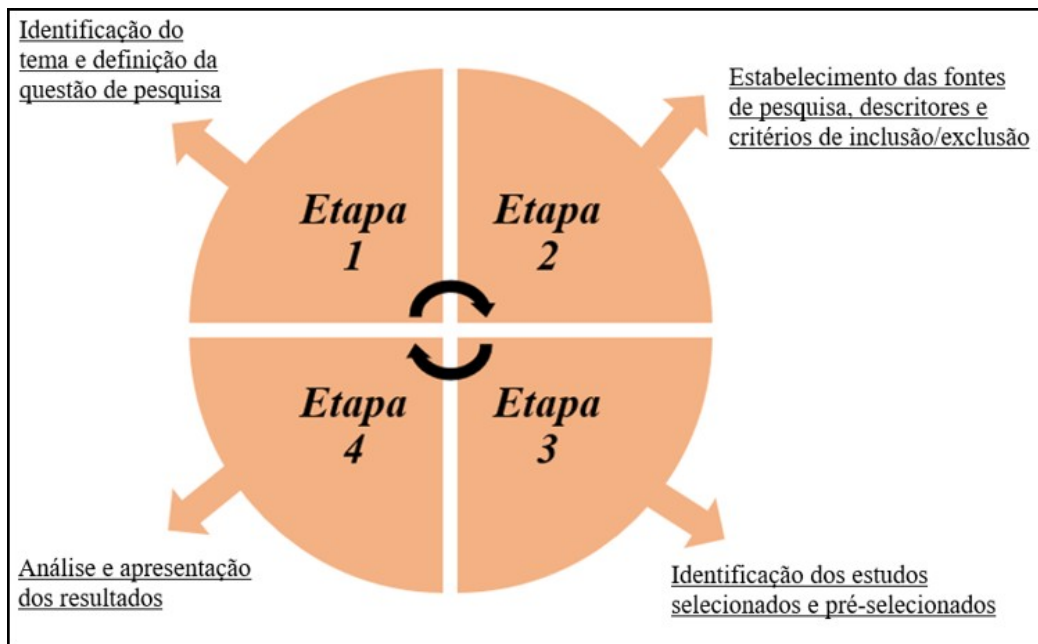 Identificação do
tema e definição da
questão de pesquisa
Estabelecimento das fontes
de pesquisa, descritores e
critérios de inclusão/exclusão
Etapa
1
Etapa
2
Etapa
4
Etapa
3
Análise e apresentação
dos resultados
Identificação dos estudos
selecionados e pré-selecionados